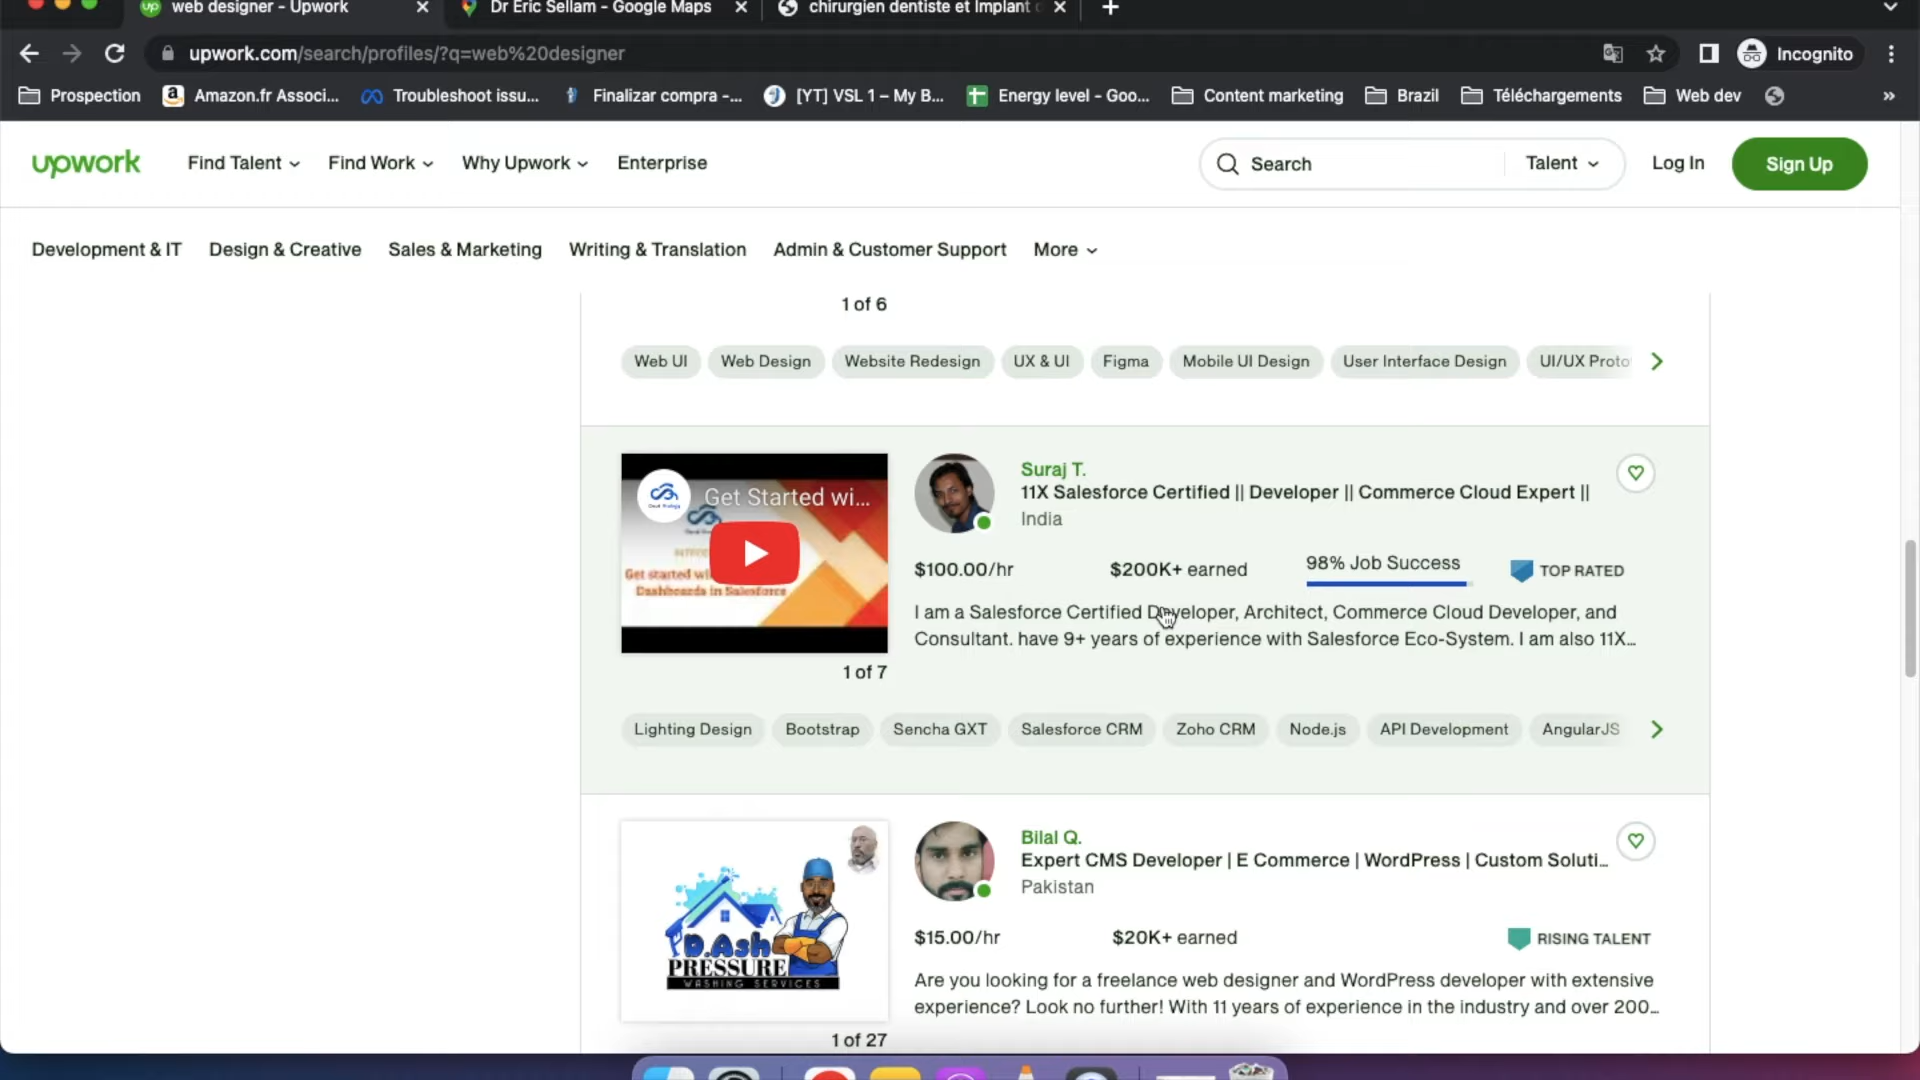 up web designer - Upwork
Dr Eric Sellam - Google Maps
chirurgien dentiste et Implant
upwork.com/search/profiles/?q=web%20designer
Incognito
Prospection
Amazon.fr Associ...
Troubleshoot issu...
Finalizar compra -...
[YT] VSL 1 – My B...
Energy level - Goo...
Content marketing
Brazil
Téléchargements
Web dev
»
upwork
Find Talent
Find Work
Why Upwork
Enterprise
Search
Talent
Log In
Sign Up
Development & IT
Design & Creative
Sales & Marketing
Writing & Translation
Admin & Customer Support
More
1 of 6
Web UI
Web Design
Website Redesign
UX & UI
Figma
Mobile UI Design
User Interface Design
UI/UX Proto
Get Started wi...
Get started wi
Dashboards in Salesforce
1 of 7
Suraj T.
11X Salesforce Certified || Developer || Commerce Cloud Expert ||
India
$100.00/hr
$200K+ earned
98% Job Success
TOP RATED
I am a Salesforce Certified Developer, Architect, Commerce Cloud Developer, and
Consultant. have 9+ years of experience with Salesforce Eco-System. I am also 11X...
Lighting Design
Bootstrap
Sencha GXT
Salesforce CRM
Zoho CRM
Node.js
API Development
AngularJS
D.Ash
PRESSURE
WASHING SERVICES
1 of 27
Bilal Q.
Expert CMS Developer | E Commerce | WordPress | Custom Soluti...
Pakistan
$15.00/hr
$20K+ earned
RISING TALENT
Are you looking for a freelance web designer and WordPress developer with extensive
experience? Look no further! With 11 years of experience in the industry and over 200...